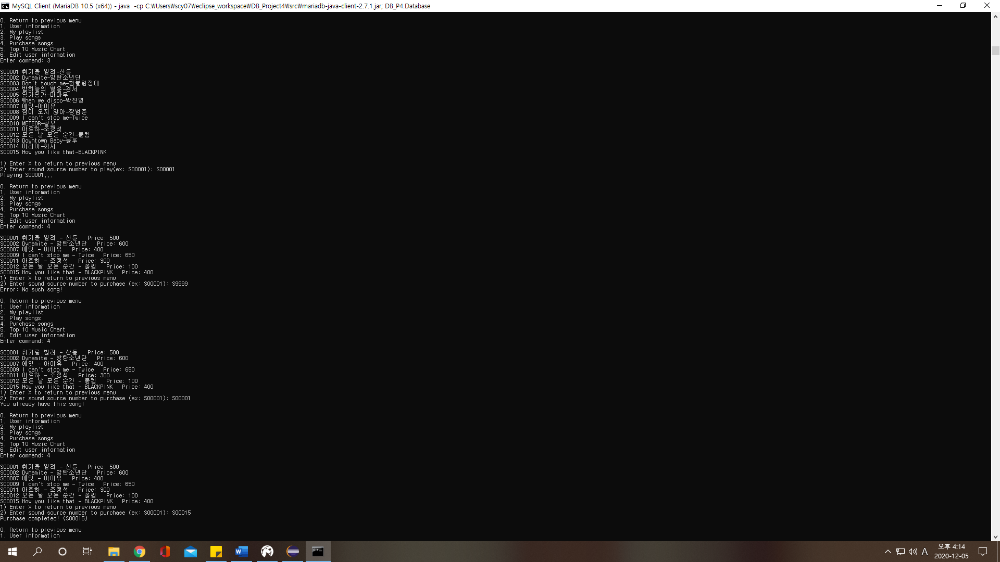 MySQL Client (MariaDB 10.5 (x64)) - java  -cp C:₩Users₩scy07₩eclipse_workspace₩DB_Project4₩src₩mariadb-java-client-2.7.1.jar; DB_P4.Database
0. Return to previous menu
1. User information
2. My playlist
3. Play songs
4. Purchase songs
5. Top 10 Music Chart
6. Edit user information
Enter command: 3
S00001 취기를 빌려-산들
S00002 Dynamite-방탄소년단
S00003 Don't touch me-환불원정대
S00004 밤하늘의 별을-경서
S00005 딩가딩가-마마무
S00006 When we disco-박진영
S00007 에잇-아이유
S00008 잠이 오지 않아-장범준
S00009 I can't stop me-Twice
S00010 METEOR-창모
S00011 아로하-조정석
S00012 모든 날 모든 순간-폴킴
S00013 Downtown Baby-블루
S00014 마리아-화사
S00015 How you like that-BLACKPINK
1) Enter X to return to previous menu
2) Enter sound source number to play(ex: S00001): S00001
Playing S00001...
0. Return to previous menu
1. User information
2. My playlist
3. Play songs
4. Purchase songs
5. Top 10 Music Chart
6. Edit user information
Enter command: 4
S00001 취기를 빌려 - 산들   Price: 500
S00002 Dynamite - 방탄소년단   Price: 600
S00007 에잇 - 아이유   Price: 400
S00009 I can't stop me - Twice   Price: 650
S00011 아로하 - 조정석   Price: 300
S00012 모든 날 모든 순간 - 폴킴   Price: 100
S00015 How you like that - BLACKPINK   Price: 400
1) Enter X to return to previous menu
2) Enter sound source number to purchase (ex: S00001): S9999
Error: No such song!
0. Return to previous menu
1. User information
2. My playlist
3. Play songs
4. Purchase songs
5. Top 10 Music Chart
6. Edit user information
Enter command: 4
S00001 취기를 빌려 - 산들   Price: 500
S00002 Dynamite - 방탄소년단   Price: 600
S00007 에잇 - 아이유   Price: 400
S00009 I can't stop me - Twice   Price: 650
S00011 아로하 - 조정석   Price: 300
S00012 모든 날 모든 순간 - 폴킴   Price: 100
S00015 How you like that - BLACKPINK   Price: 400
1) Enter X to return to previous menu
2) Enter sound source number to purchase (ex: S00001): S00001
You already have this song!
0. Return to previous menu
1. User information
2. My playlist
3. Play songs
4. Purchase songs
5. Top 10 Music Chart
6. Edit user information
Enter command: 4
S00001 취기를 빌려 - 산들   Price: 500
S00002 Dynamite - 방탄소년단   Price: 600
S00007 에잇 - 아이유   Price: 400
S00009 I can't stop me - Twice   Price: 650
S00011 아로하 - 조정석   Price: 300
S00012 모든 날 모든 순간 - 폴킴   Price: 100
S00015 How you like that - BLACKPINK   Price: 400
1) Enter X to return to previous menu
2) Enter sound source number to purchase (ex: S00001): S00015
Purchase completed! (S00015)
0. Return to previous menu
1. User information
A
오후 4:14
2020-12-05